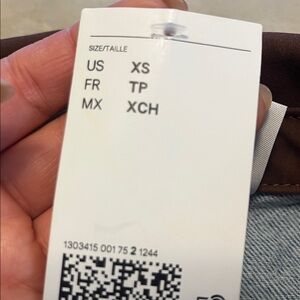 SIZE/TAILLE
US XS
FR TP
MX XCH
1303415 001 75 2 1244